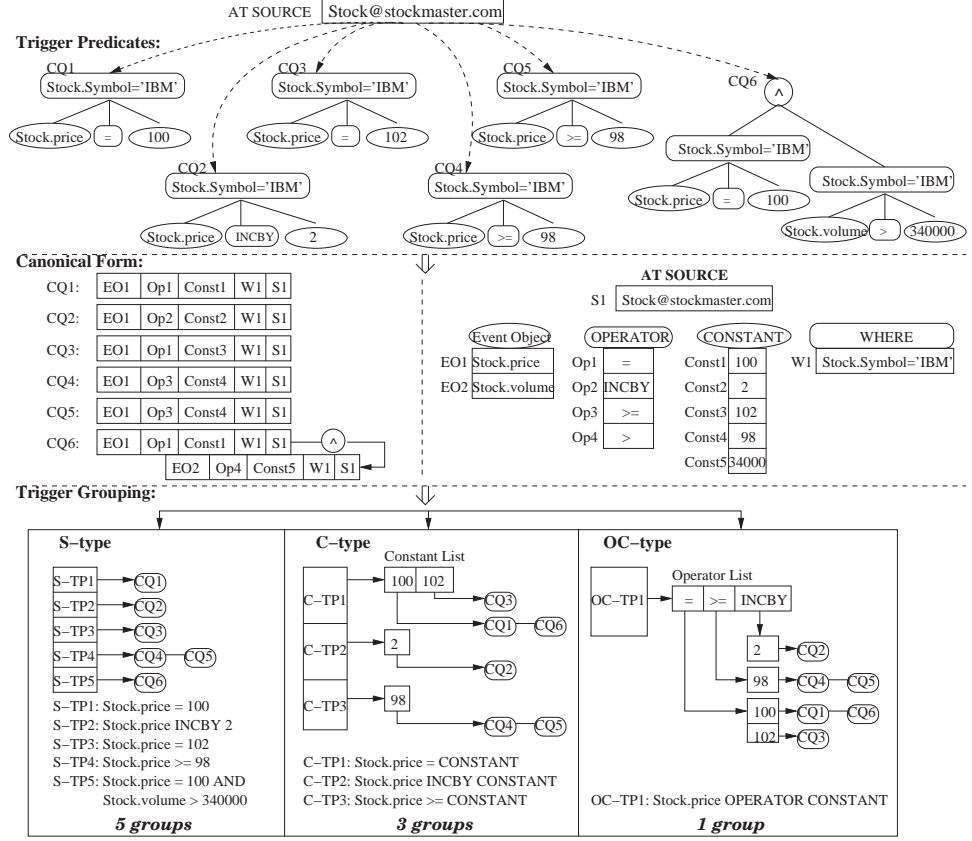 AT SOURCE Stock@stockmaster.com
Trigger Predicates:
CQ1 CQ3 CQ5 CQ6 ^
Stock.Symbol='IBM' Stock.Symbol='IBM' Stock.Symbol='IBM'
Stock.price = 100 Stock.price = 102 Stock.price >= 98
Stock.Symbol='IBM'
CQ2 CQ4
Stock.Symbol='IBM' Stock.Symbol='IBM' Stock.Symbol='IBM'
Stock.price = 100
Stock.price INCBY 2 Stock.price >= 98 Stock.volume > 340000
Canonical Form:
CQ1: EO1 Op1 Const1 W1 S1
CQ2: EO1 Op2 Const2 W1 S1
CQ3: EO1 Op1 Const3 W1 S1
CQ4: EO1 Op3 Const4 W1 S1
CQ5: EO1 Op3 Const4 W1 S1
CQ6: EO1 Op1 Const1 W1 S1 ^
EO2 Op4 Const5 W1 S1
AT SOURCE
S1 Stock@stockmaster.com
Event Object OPERATOR CONSTANT WHERE
EO1 Stock.price Op1 = Const1 100 W1 Stock.Symbol='IBM'
EO2 Stock.volume Op2 INCBY Const2 2
Op3 >= Const3 102
Op4 > Const4 98
Const5 34000
Trigger Grouping:
S−type
S−TP1 CQ1
S−TP2 CQ2
S−TP3 CQ3
S−TP4 CQ4 CQ5
S−TP5 CQ6
S−TP1: Stock.price = 100
S−TP2: Stock.price INCBY 2
S−TP3: Stock.price = 102
S−TP4: Stock.price >= 98
S−TP5: Stock.price = 100 AND
Stock.volume > 340000
5 groups
C−type
Constant List
C−TP1 100 102
CQ3
CQ1 CQ6
C−TP2 2
CQ2
C−TP3 98
CQ4 CQ5
C−TP1: Stock.price = CONSTANT
C−TP2: Stock.price INCBY CONSTANT
C−TP3: Stock.price >= CONSTANT
3 groups
OC−type
Operator List
OC−TP1 = >= INCBY
2 CQ2
98 CQ4 CQ5
100 CQ1 CQ6
102 CQ3
OC−TP1: Stock.price OPERATOR CONSTANT
1 group